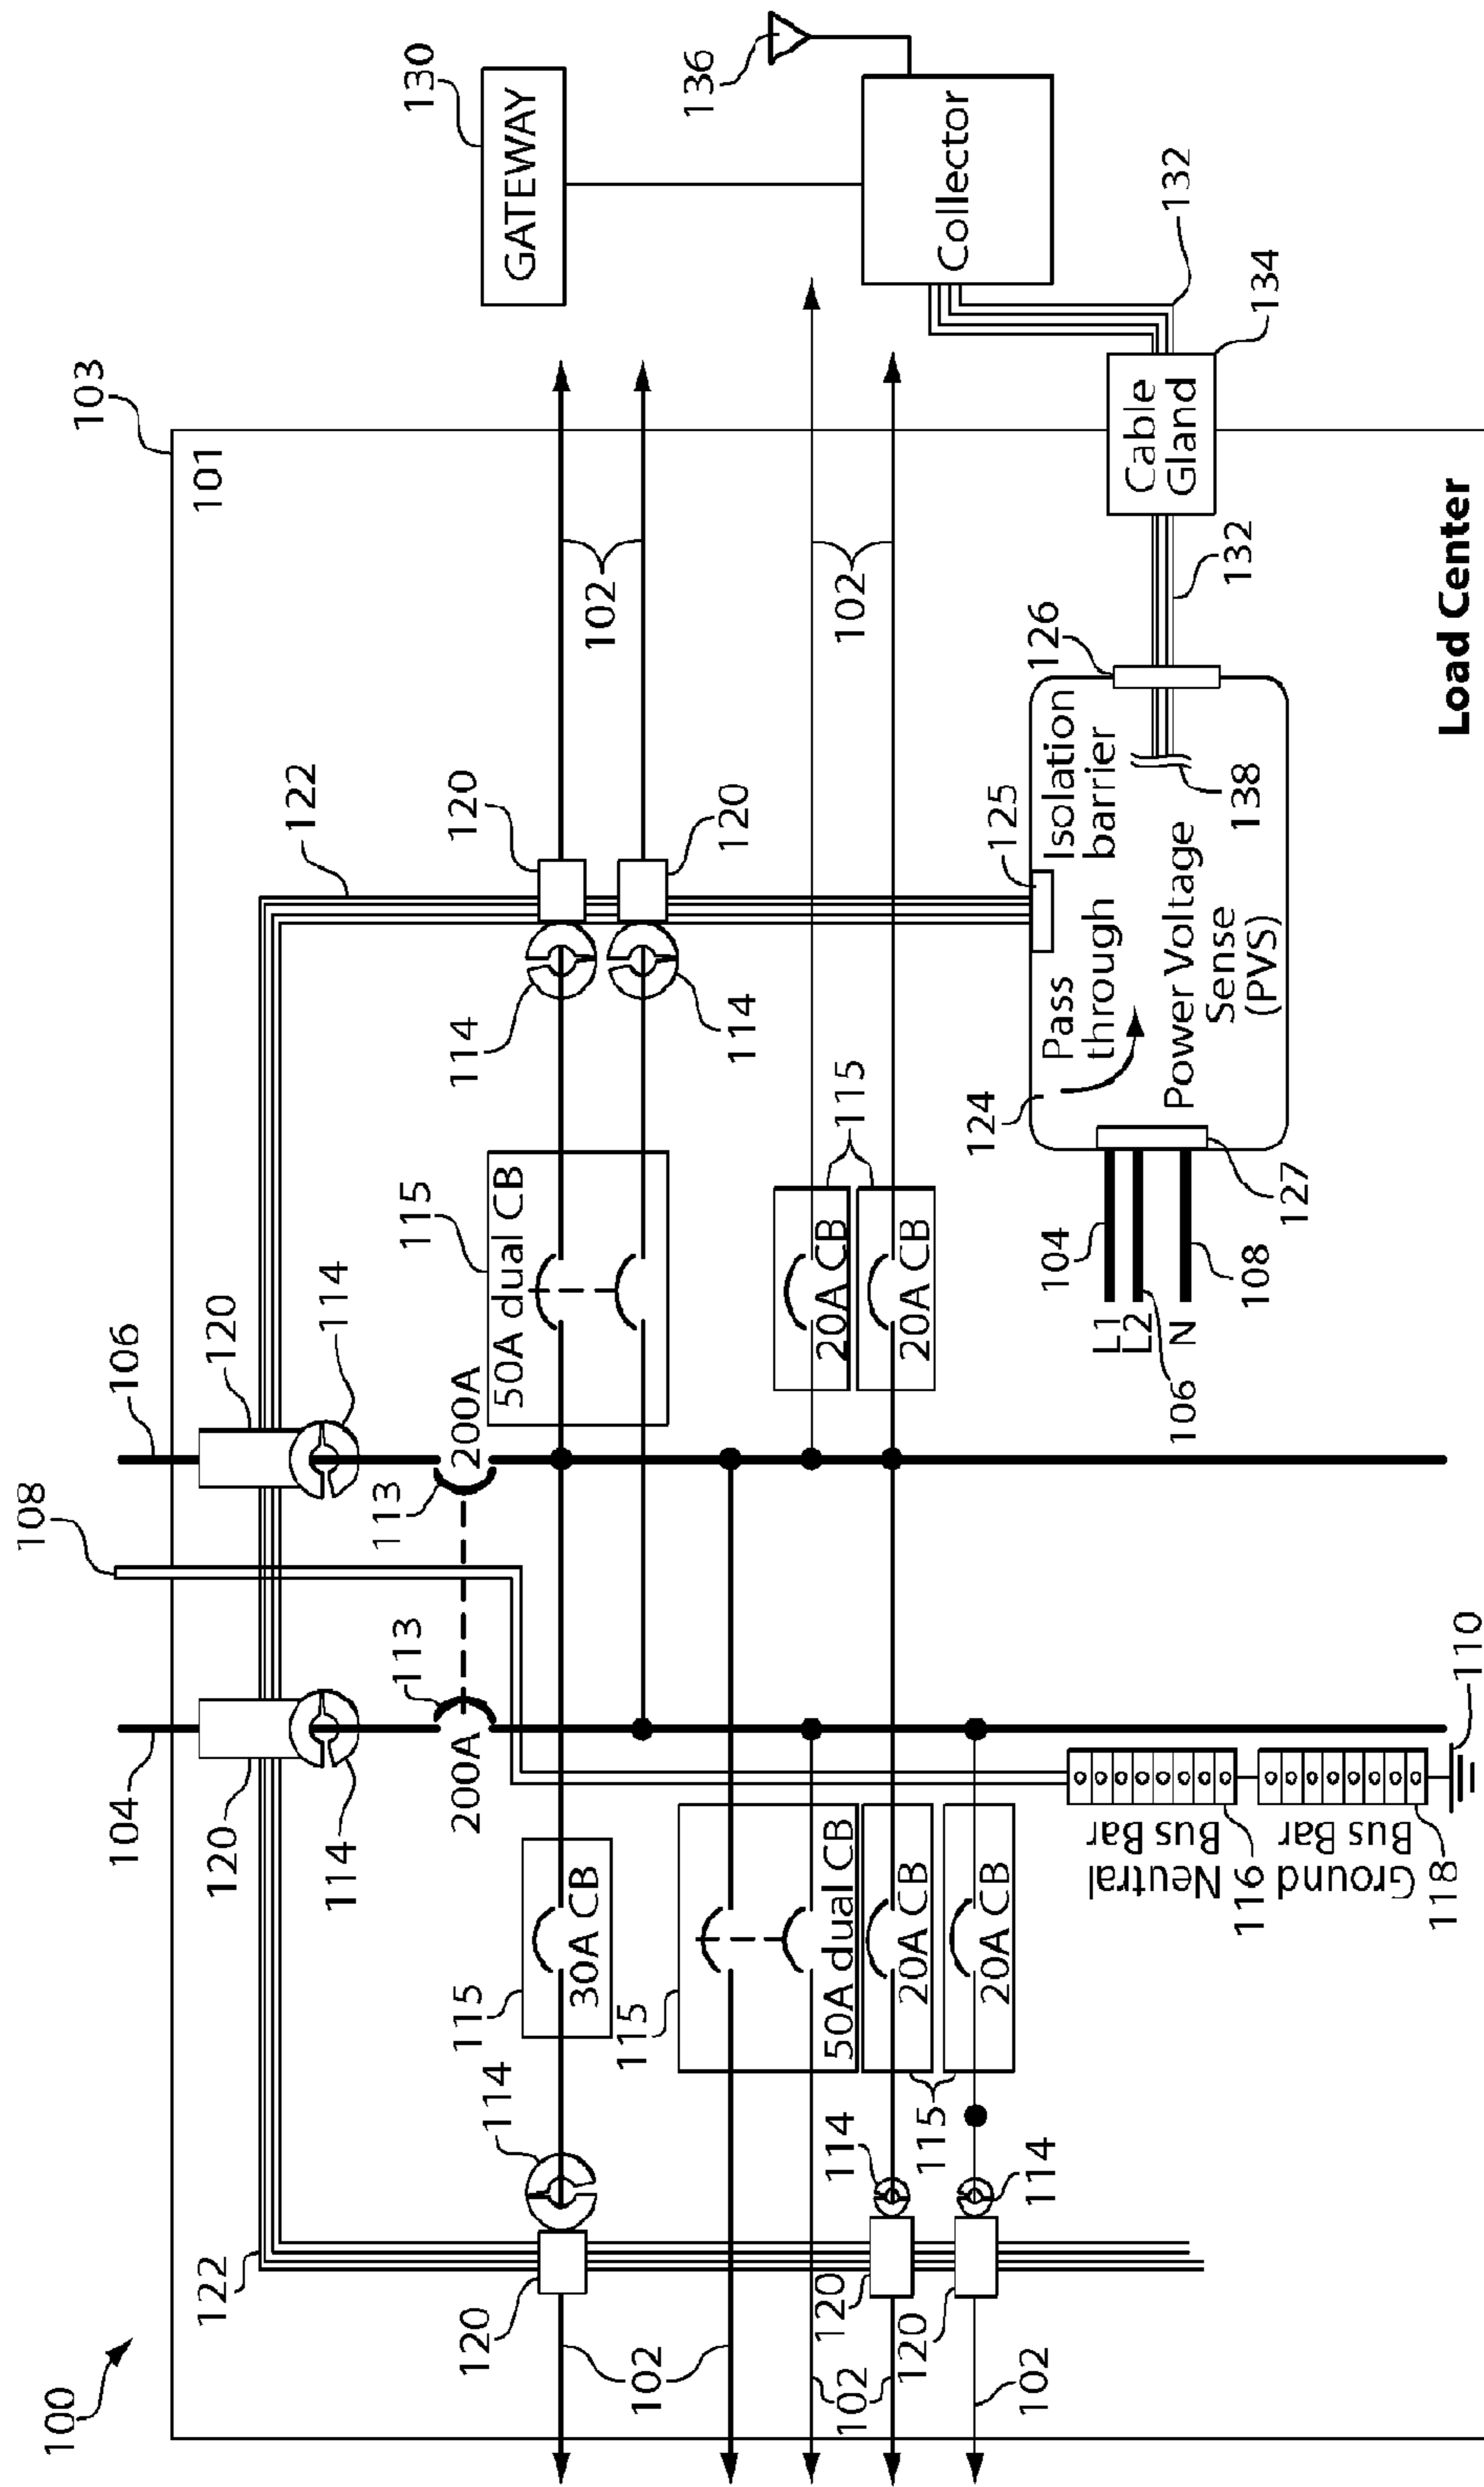 100
104
108
106
103
122
120
120
101
114
114
122
200A
113
113
200A
120
115
114
30A CB
115
50A dual CB
114
120
130
GATEWAY
102
115
114
120
102
136
120
114
115
50A dual CB
20A CB
102
102
120
115
20A CB
20A CB
115
102
Collector
102
114
20A CB
124
125
126
Neutral
Bus Bar
116
104
L1
L2
N
106
108
127
Pass
through
Isolation
barrier
Power Voltage
Sense
(PVS)
138
132
Cable
Gland
134
132
Ground
Bus Bar
118
110
Load Center